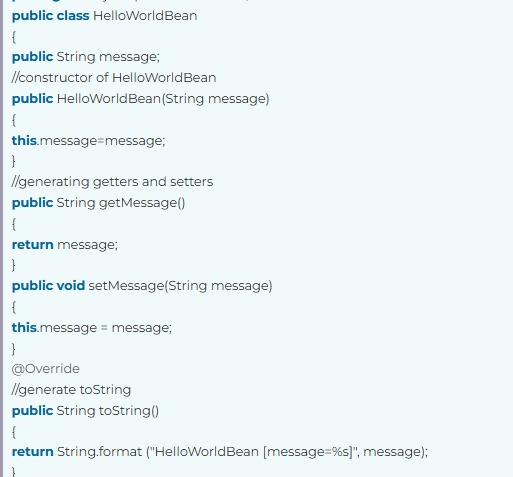 public class HelloWorldBean
{
public String message;
//constructor of HelloWorldBean
public HelloWorldBean(String message)
{
this.message=message;
}
//generating getters and setters
public String getMessage()
{
return message;
}
public void setMessage(String message)
{
this.message = message;
}
@Override
//generate toString
public String toString()
{
return String.format ("HelloWorldBean [message=%s]", message);
}